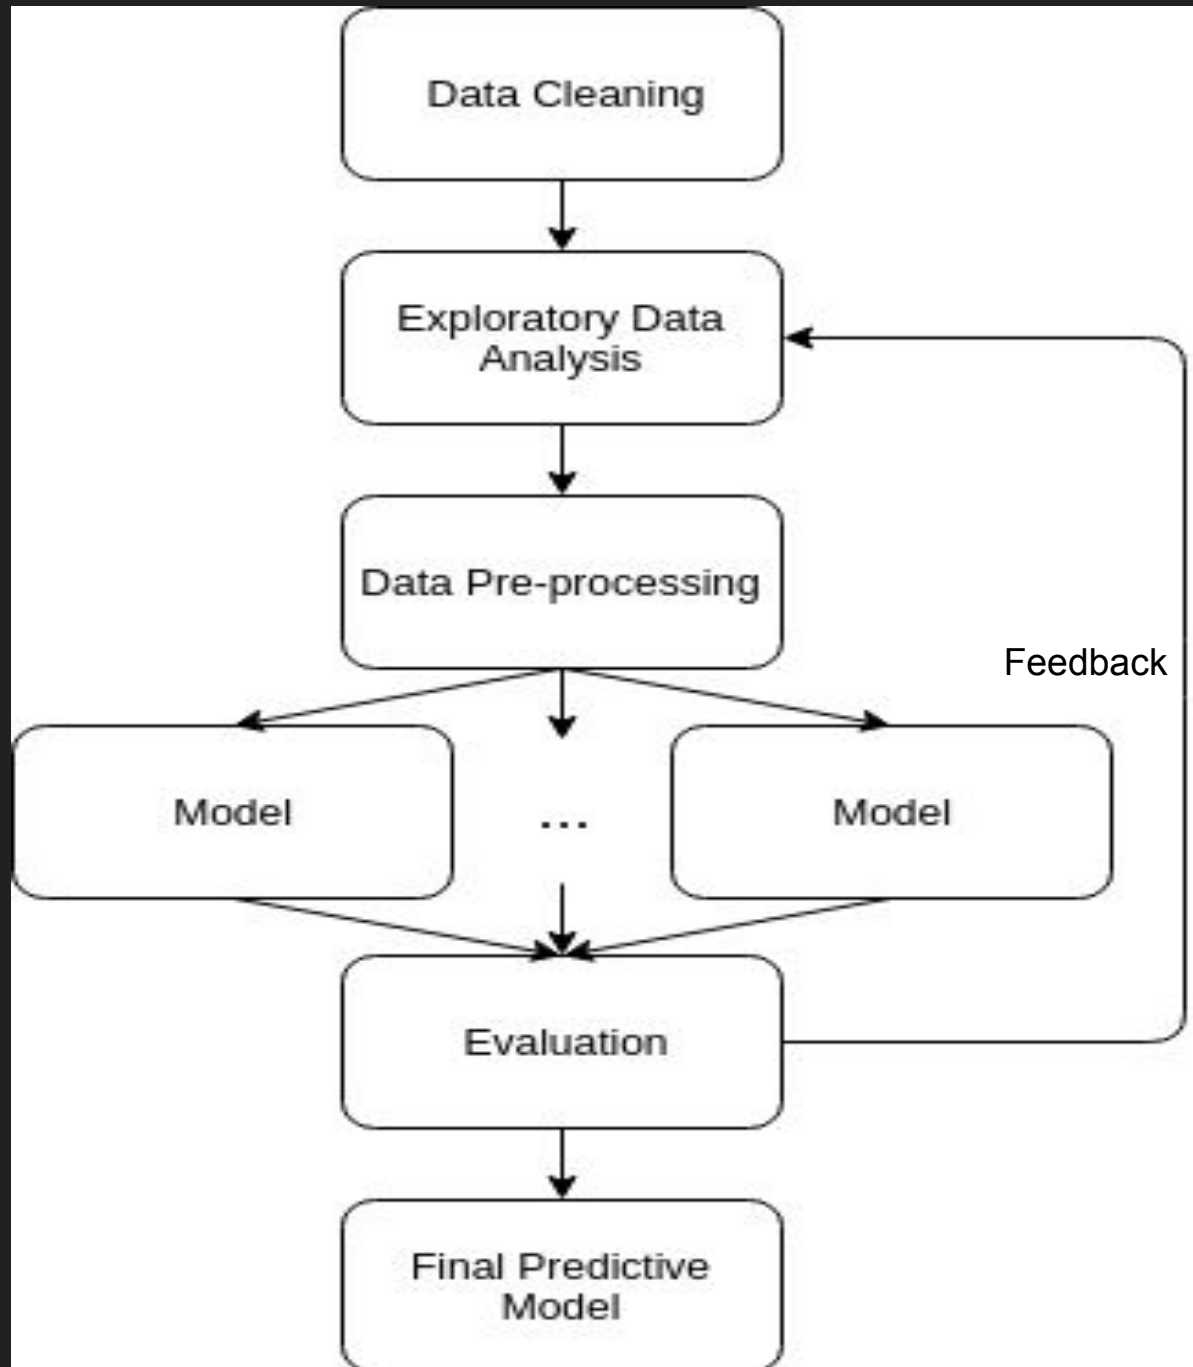 Data Cleaning
Exploratory Data
Analysis
Data Pre-processing
Feedback
Model
...
Model
Evaluation
Final Predictive
Model